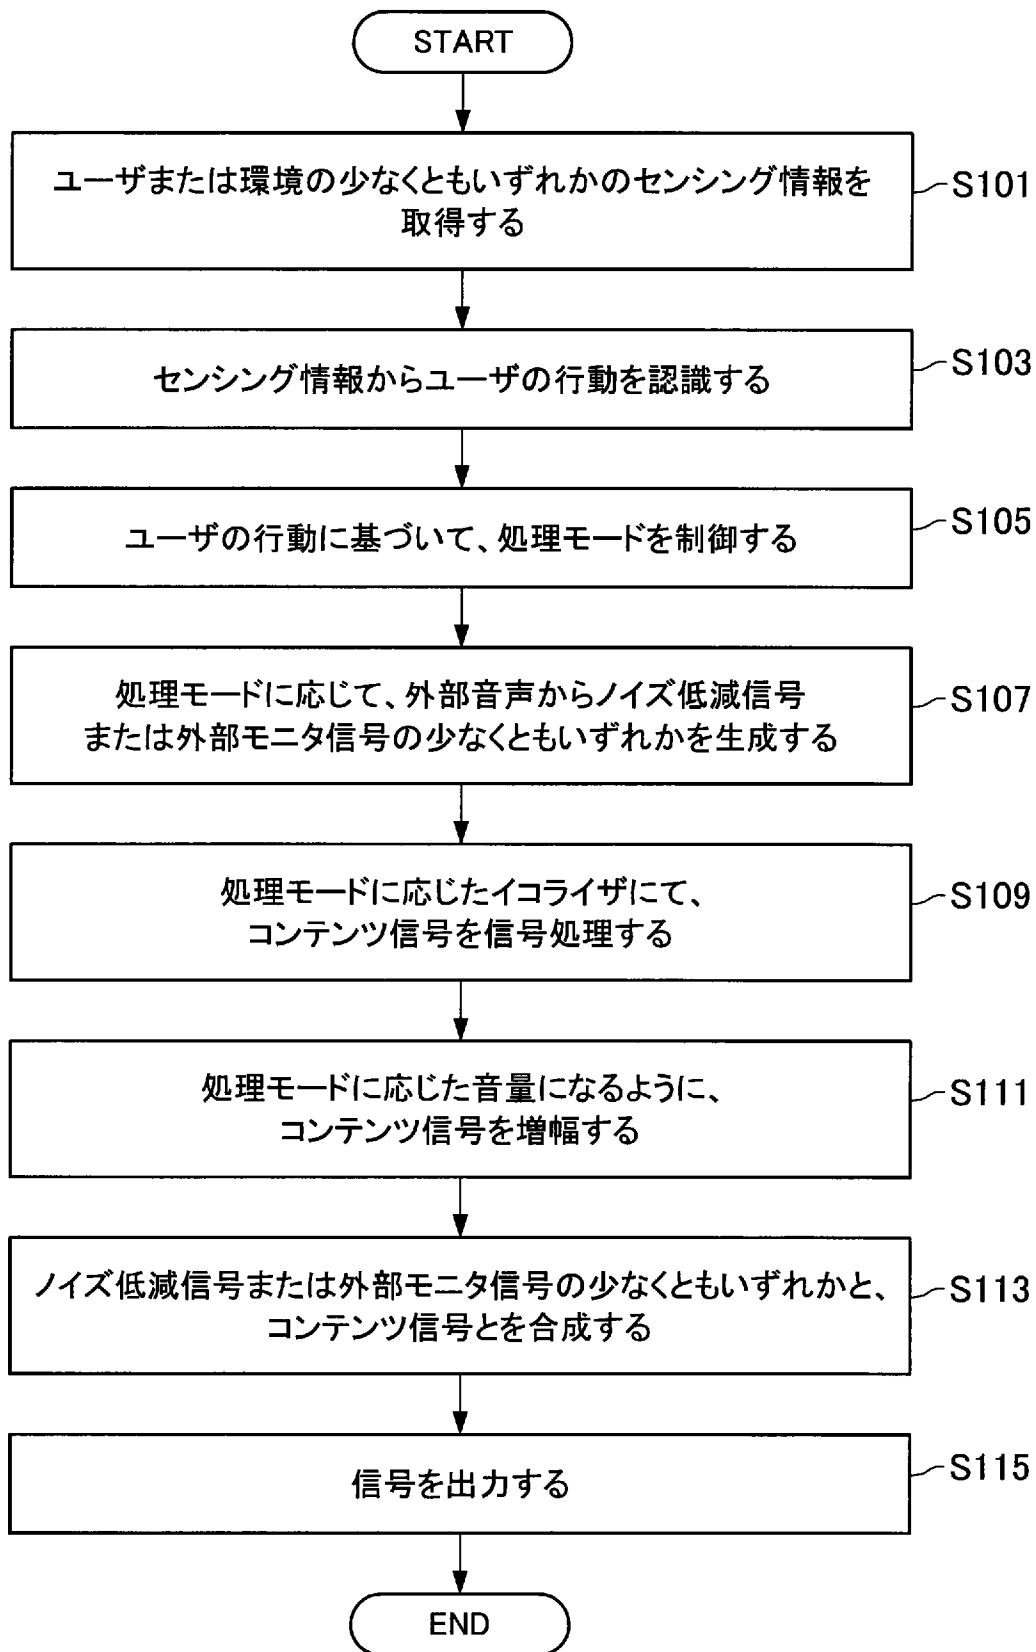 START
ユーザまたは環境の少なくともいずれかのセンシング情報を
取得する
S101
センシング情報からユーザの行動を認識する
S103
ユーザの行動に基づいて、処理モードを制御する
S105
処理モードに応じて、外部音声からノイズ低減信号
または外部モニタ信号の少なくともいずれかを生成する
S107
処理モードに応じたイコライザにて、
コンテンツ信号を信号処理する
S109
処理モードに応じた音量になるように、
コンテンツ信号を増幅する
S111
ノイズ低減信号または外部モニタ信号の少なくともいずれかと、
コンテンツ信号とを合成する
S113
信号を出力する
S115
END